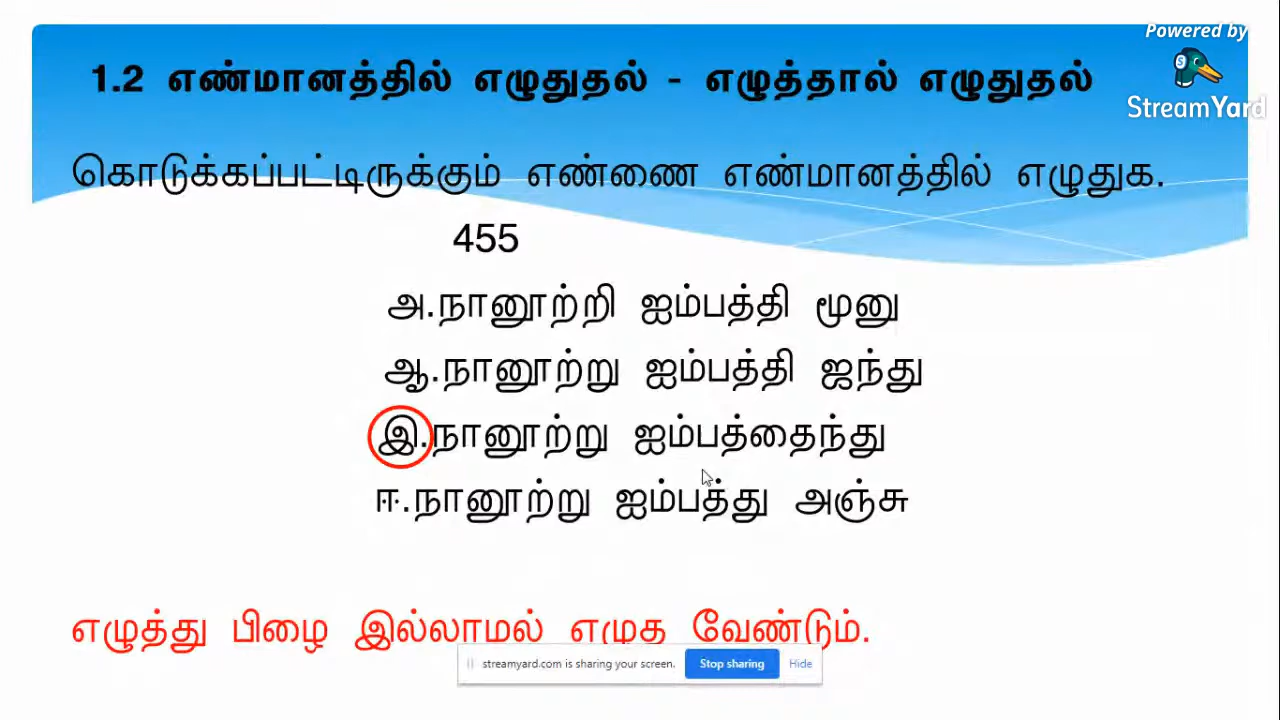 Powered by
StreamYard
1.2 எண்மானத்தில் எழுதுதல் - எழுத்தால் எழுதுதல்
கொடுக்கப்பட்டிருக்கும் எண்ணை எண்மானத்தில் எழுதுக.
455
அ.நானூற்றி ஐம்பத்தி மூனு
ஆ.நானூற்று ஐம்பத்தி ஐந்து
இ.நானூற்று ஐம்பத்தைந்து
ஈ.நானூற்று ஐம்பத்து அஞ்சு
எழுத்து பிழை இல்லாமல் எழுத வேண்டும்.
streamyard.com is sharing your screen. Stop sharing Hide